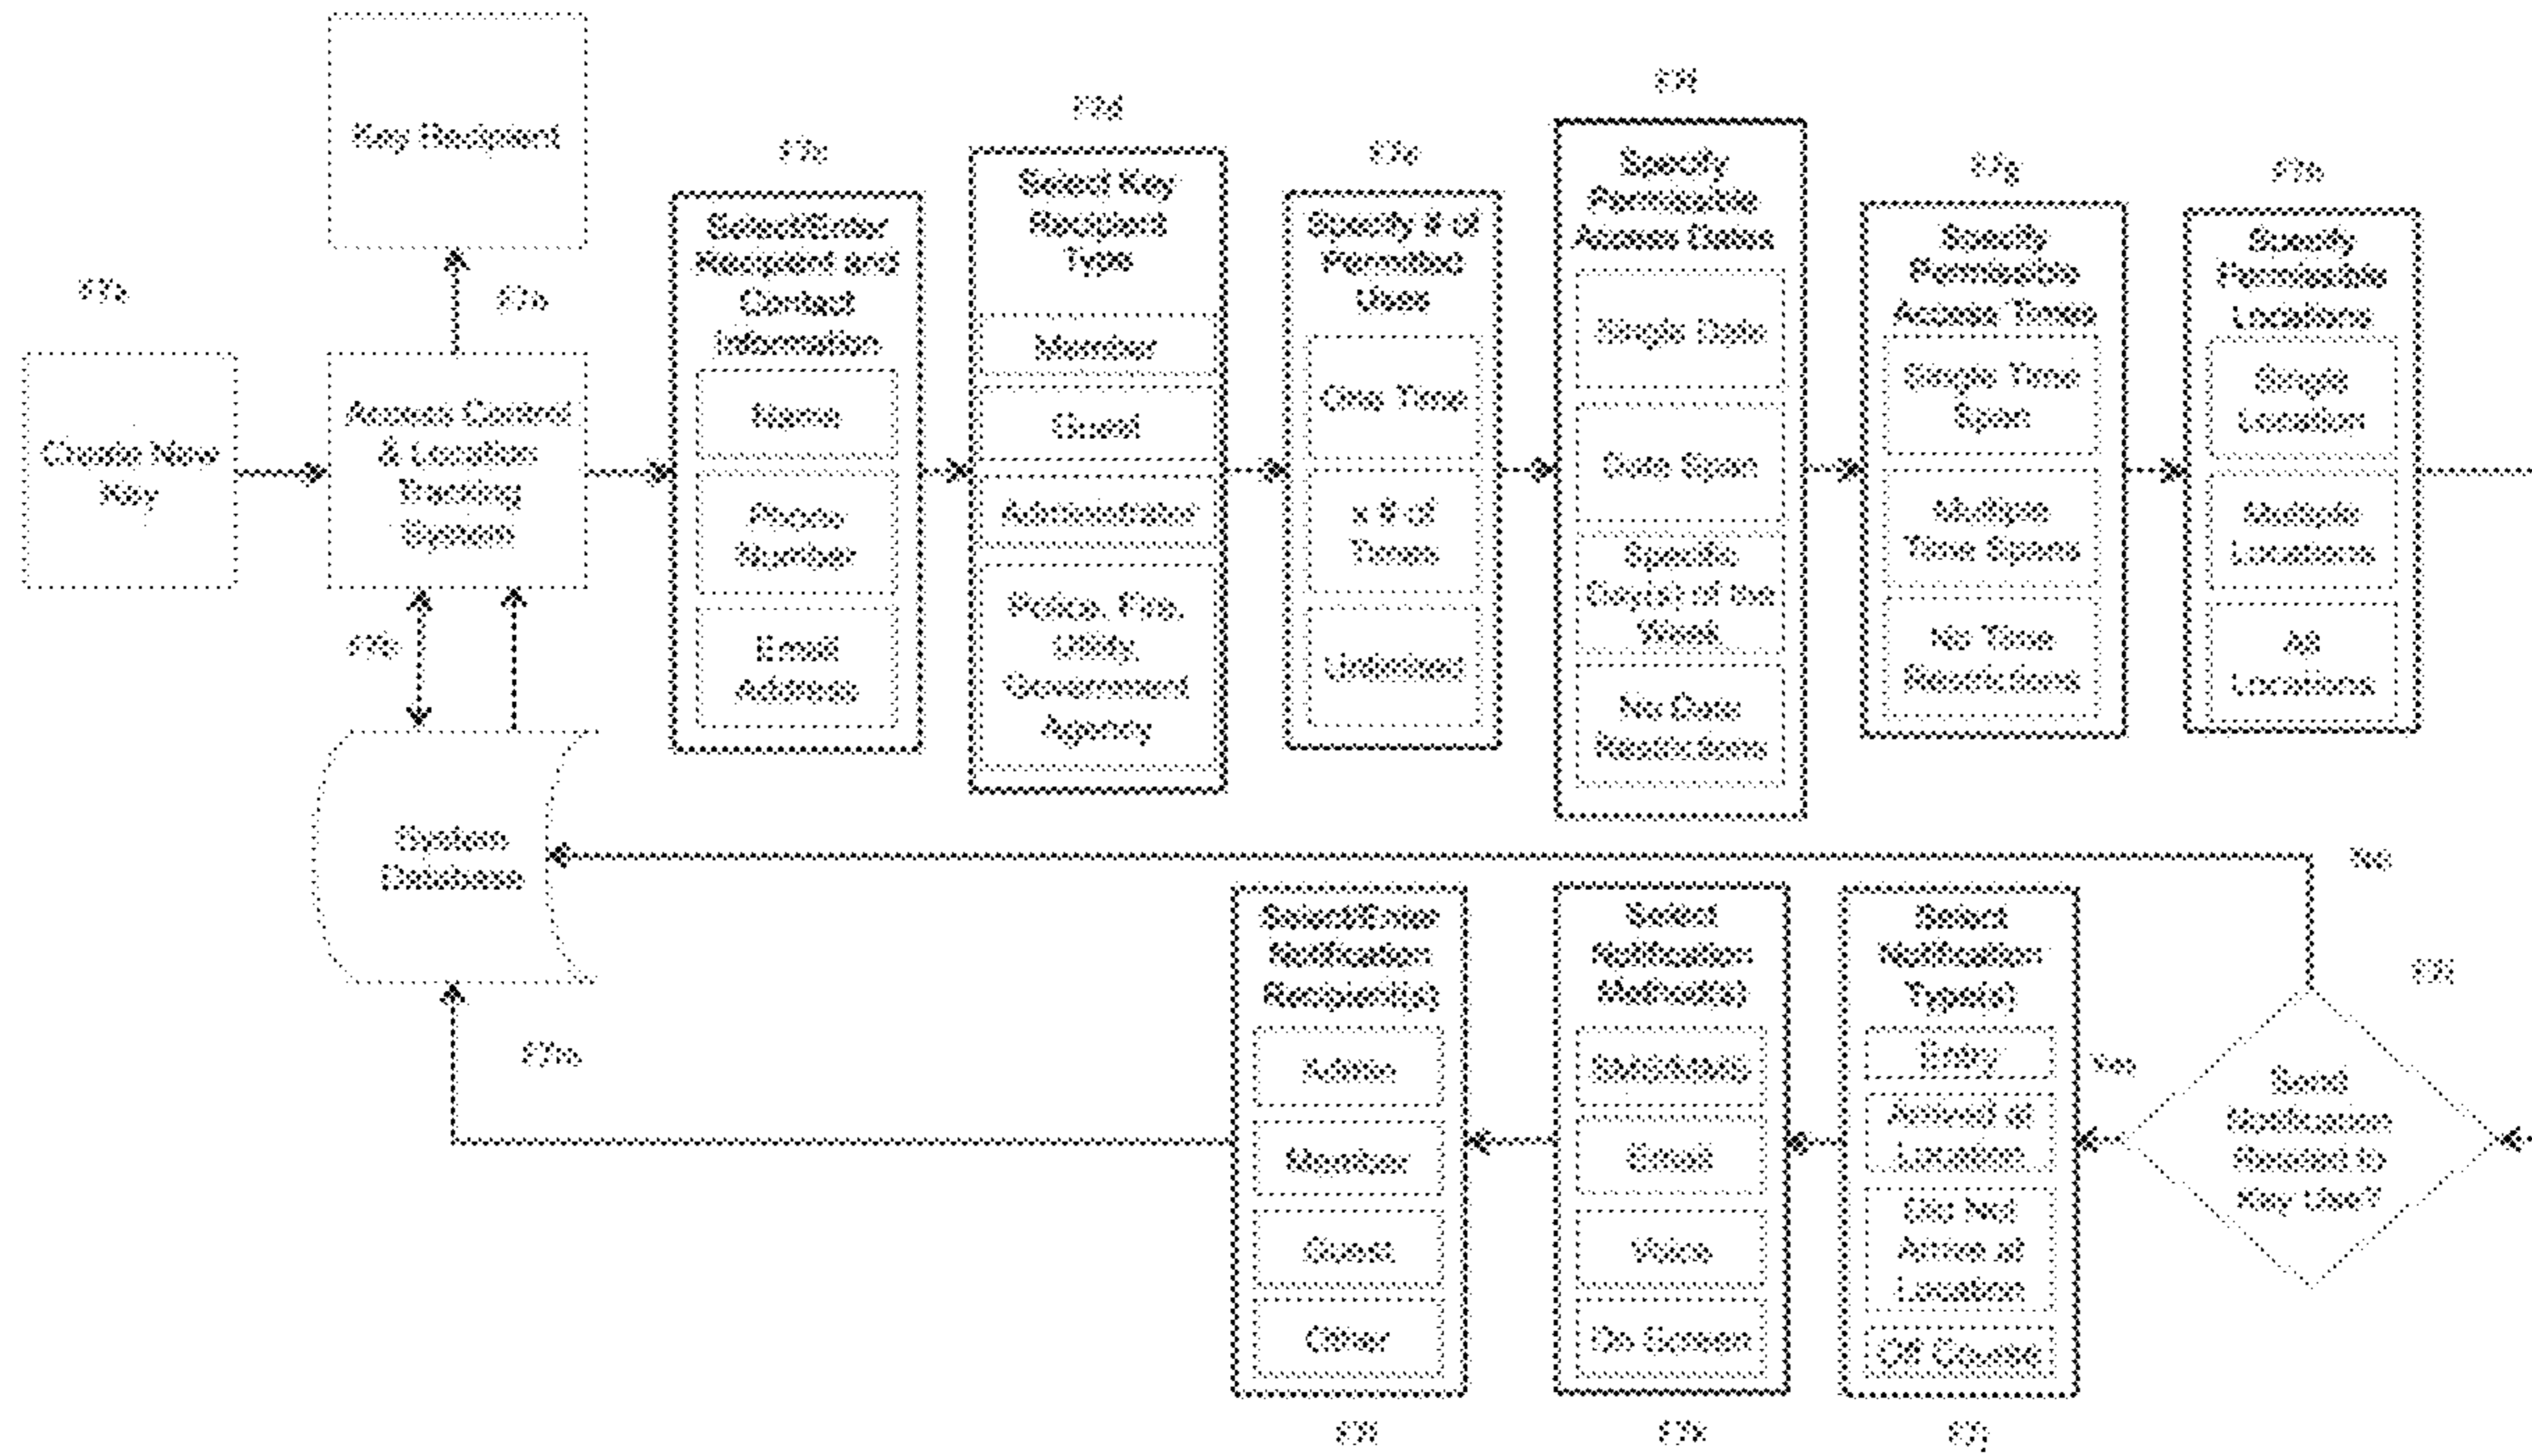 Key Recipient
Create New
Key
Access Control
& Location
Tracking
System
System
Database
Select/Enter
Recipient and
Contact
Information
Name
Phone
Number
Email
Address
Select Key
Recipient
Type
Member
Guest
Administrator
Police, Fire,
Utility,
Government
Agency
Specify # of
Permitted
Uses
One Time
x # of
Times
Unlimited
Specify
Permissible
Access Dates
Single Date
Date Span
Specific
Day(s) of the
Week
No Date
Restrictions
Specify
Permissible
Access Times
Single Time
Span
Multiple
Time Spans
No Time
Restrictions
Specify
Permissible
Locations
Single
Location
Multiple
Locations
All
Locations
Send
Notifications
Related to
Key Use?
Yes
Select
Notification
Type(s)
Entry
Arrived at
Location
Did Not
Arrive at
Location
Off Course
Select
Notification
Method(s)
Email
Voice
On Screen
Select/Enter
Notification
Recipient(s)
Admin
Member
Guest
Other